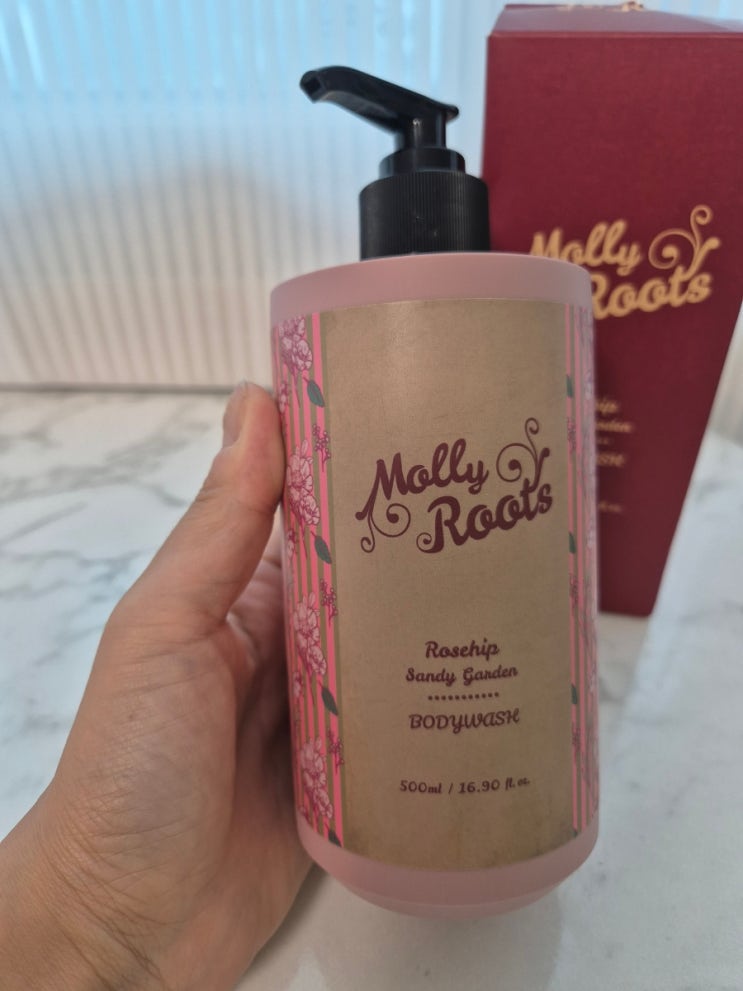 Molly
Roots
Rosehip
Sandy Garden
BODYWASH
500ml / 16.90 fl. oz.
Molly
Roots